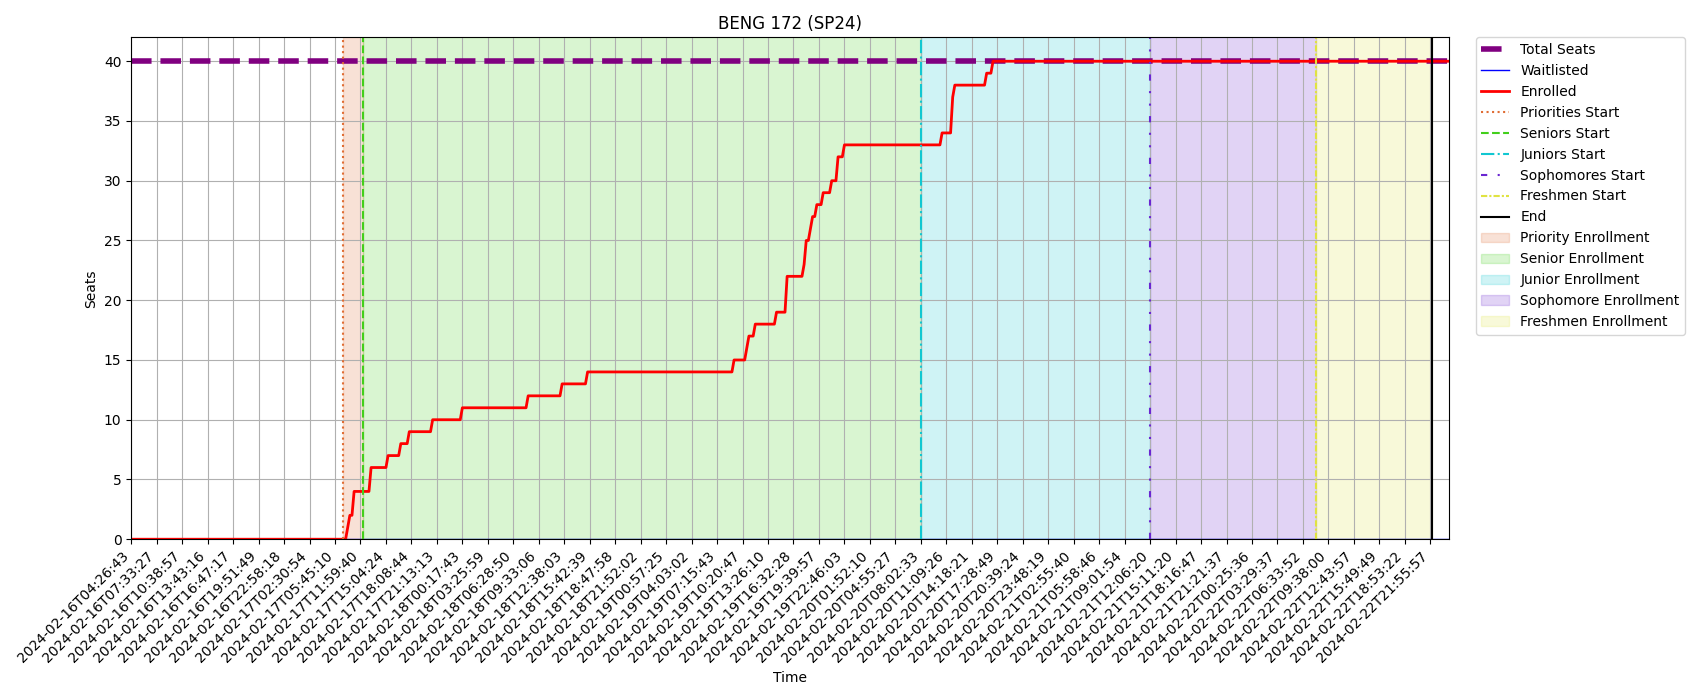 BENG 172 (SP24)
Seats
40
35
30
25
20
15
10
5
0
2024-02-16T04:26:43
2024-02-16T07:33:27
2024-02-16T10:38:57
2024-02-16T13:43:16
2024-02-16T16:47:17
2024-02-16T19:51:49
2024-02-16T22:58:18
2024-02-17T02:30:54
2024-02-17T05:45:10
2024-02-17T11:59:40
2024-02-17T15:04:24
2024-02-17T18:08:44
2024-02-17T21:13:13
2024-02-18T00:17:43
2024-02-18T03:25:59
2024-02-18T06:28:50
2024-02-18T09:33:06
2024-02-18T12:38:03
2024-02-18T15:42:39
2024-02-18T18:47:58
2024-02-18T21:52:02
2024-02-19T00:57:25
2024-02-19T04:03:02
2024-02-19T07:15:43
2024-02-19T10:20:47
2024-02-19T13:26:10
2024-02-19T16:32:28
2024-02-19T19:39:57
2024-02-19T22:46:03
2024-02-20T01:52:10
2024-02-20T04:55:27
2024-02-20T08:02:33
2024-02-20T11:09:26
2024-02-20T14:18:21
2024-02-20T17:28:49
2024-02-20T20:39:24
2024-02-20T23:48:19
2024-02-21T02:55:40
2024-02-21T05:58:46
2024-02-21T09:01:54
2024-02-21T12:06:20
2024-02-21T15:11:20
2024-02-21T18:16:47
2024-02-21T21:21:37
2024-02-22T00:25:36
2024-02-22T03:29:37
2024-02-22T06:33:52
2024-02-22T09:38:00
2024-02-22T12:43:57
2024-02-22T15:49:49
2024-02-22T18:53:22
2024-02-22T21:55:57
Time
Total Seats
Waitlisted
Enrolled
Priorities Start
Seniors Start
Juniors Start
Sophomores Start
Freshmen Start
End
Priority Enrollment
Senior Enrollment
Junior Enrollment
Sophomore Enrollment
Freshmen Enrollment